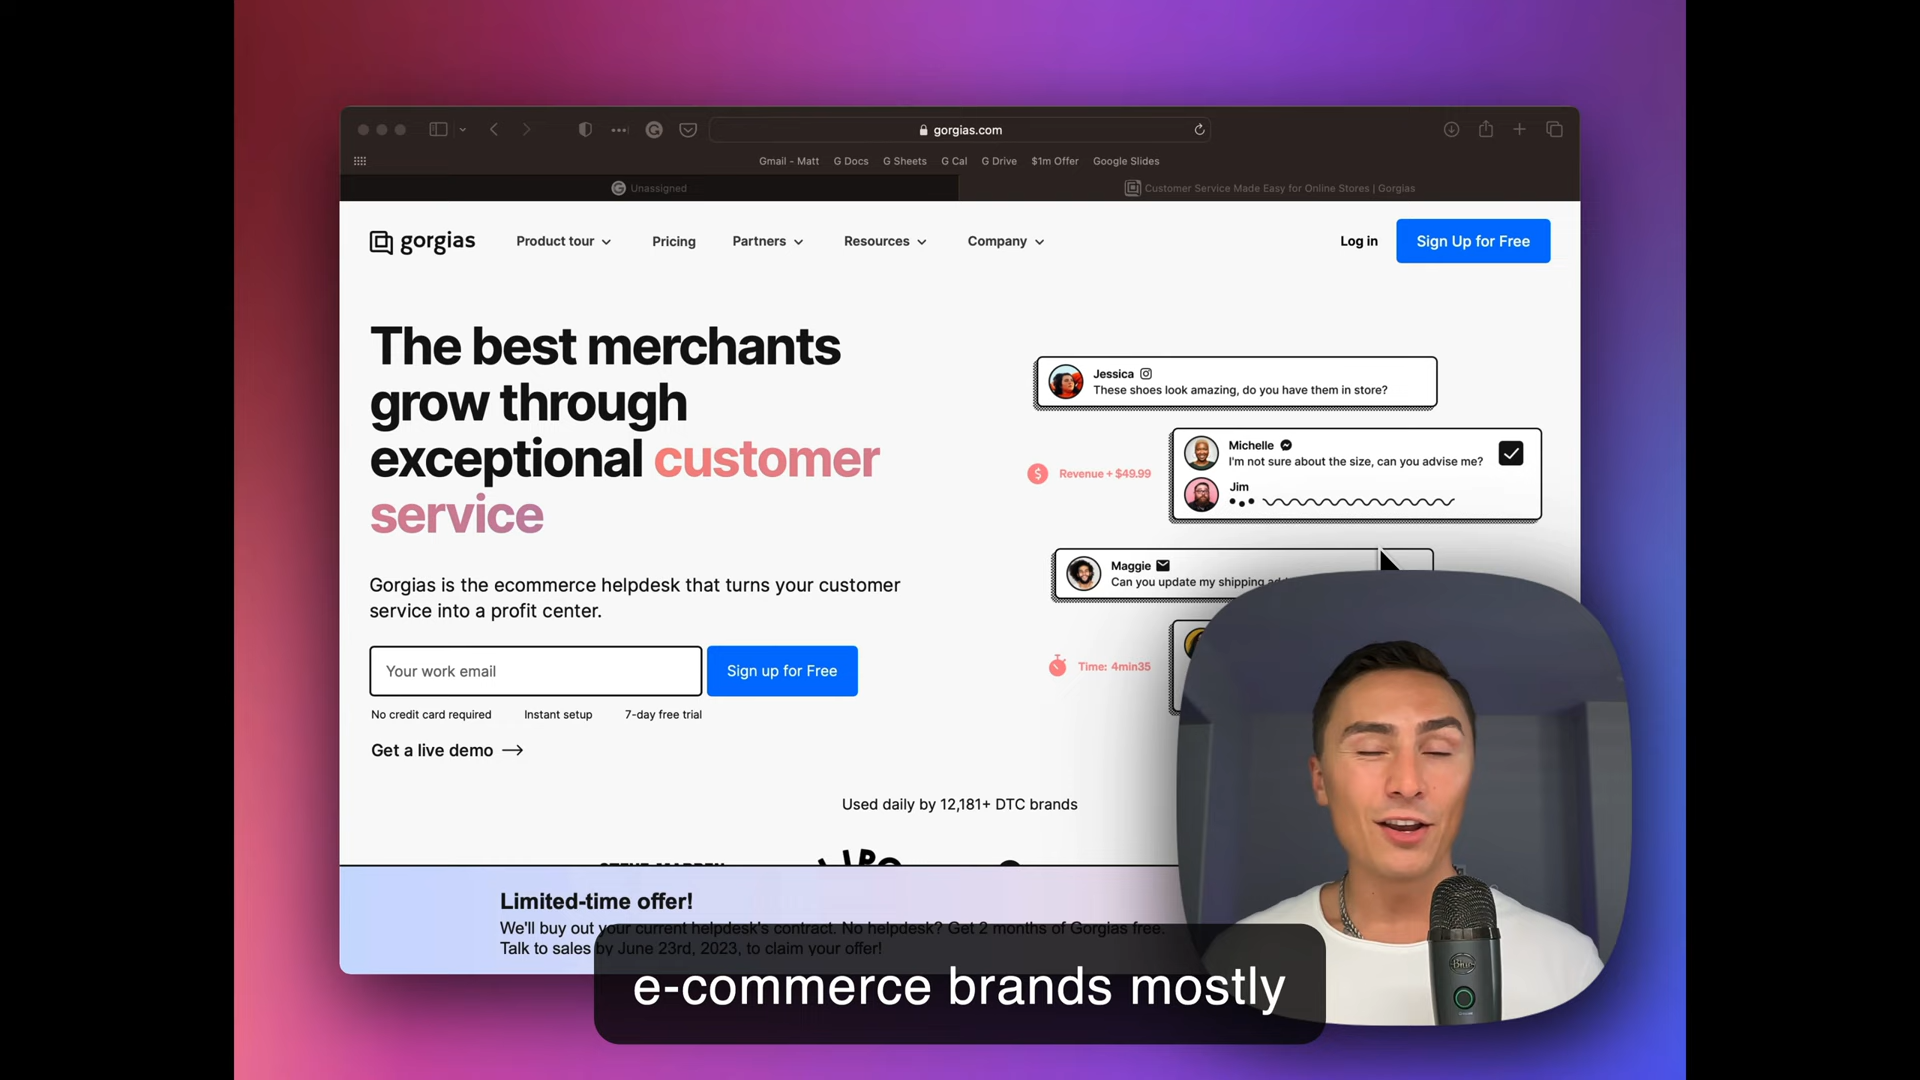 gorgias.com
Gmail - Matt G Docs G Sheets G Cal G Drive $1m Offer Google Slides
Unassigned
Customer Service Made Easy for Online Stores | Gorgias
gorgias
Product tour Pricing Partners Resources Company
Log in Sign Up for Free
The best merchants
grow through
exceptional customer
service
Gorgias is the ecommerce helpdesk that turns your customer
service into a profit center.
Your work email
Sign up for Free
No credit card required Instant setup 7-day free trial
Get a live demo
Jessica
These shoes look amazing, do you have them in store?
Revenue + $49.99
Michelle
I'm not sure about the size, can you advise me?
Jim
Maggie
Can you update my shipping
Time: 4min35
Used daily by 12,181+ DTC brands
STEVE MADDEN
Limited-time offer!
We'll buy out your current helpdesk's contract. No helpdesk? Get 2 months of Gorgias free.
Talk to sales by June 23rd, 2023, to claim your offer!
e-commerce brands mostly
Blue